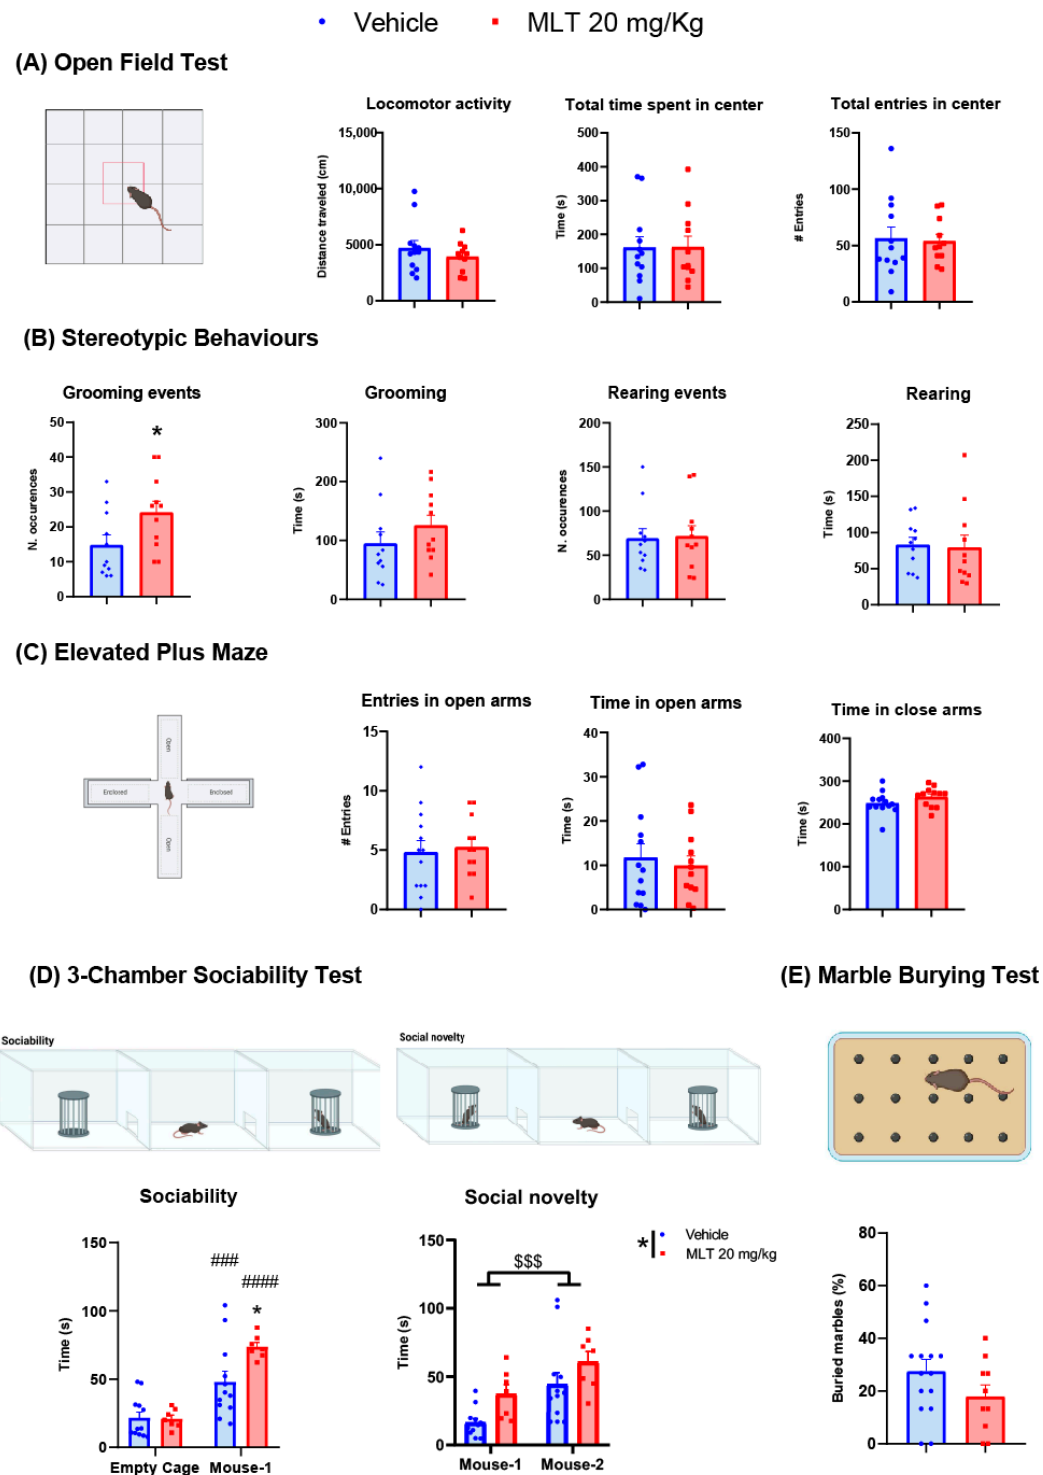 Vehicle MLT 20 mg/Kg
(A) Open Field Test
Locomotor activity
15,000
10,000
5000
0
Distance traveled (cm)
Total time spent in center
500
400
300
200
100
0
Time (s)
Total entries in center
150
100
50
0
# Entries
(B) Stereotypic Behaviours
Grooming events
50
40
30
20
10
0
N. occurences
*
Grooming
300
200
100
0
Time (s)
Rearing events
200
150
100
50
0
N. occurences
Rearing
250
200
150
100
50
0
Time (s)
(C) Elevated Plus Maze
Open
Enclosed
Enclosed
Open
Entries in open arms
15
10
5
0
# Entries
Time in open arms
40
30
20
10
0
Time (s)
Time in close arms
400
300
200
100
0
Time (s)
(D) 3-Chamber Sociability Test
Sociability
Social novelty
(E) Marble Burying Test
Sociability
150
100
50
0
Time (s)
###
####
*
Empty Cage Mouse-1
Social novelty
150
100
50
0
Time (s)
$$$
* Vehicle
MLT 20 mg/kg
Mouse-1 Mouse-2
80
60
40
20
0
Buried marbles (%)